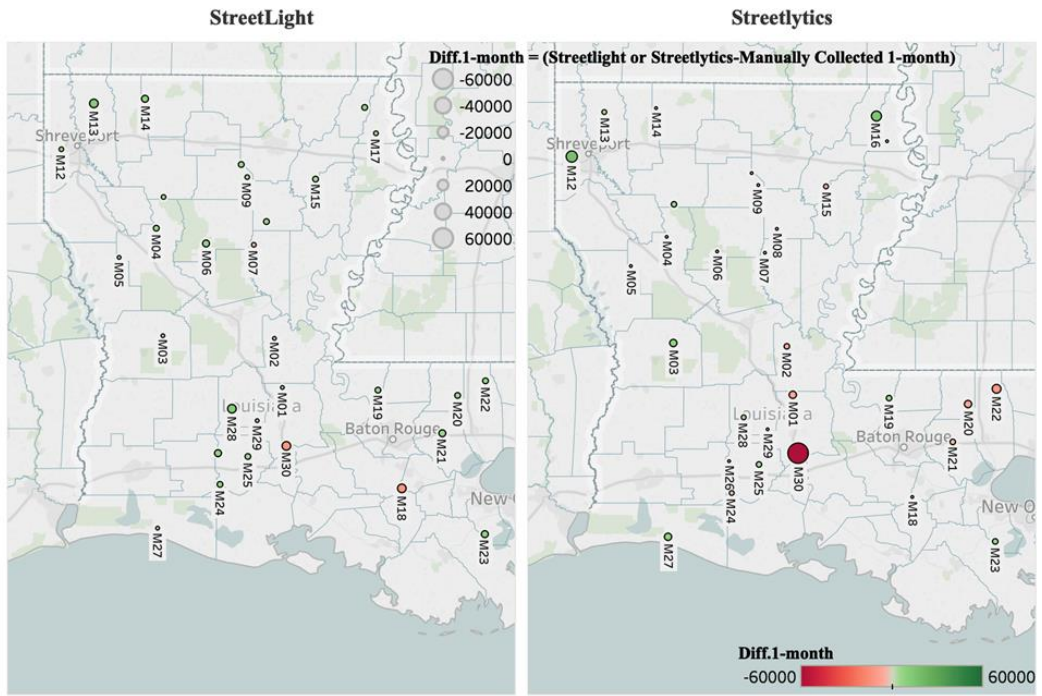 StreetLight
Streetlytics
Diff.1-month = (Streetlight or Streetlytics-Manually Collected 1-month)
-60000
-40000
-20000
0
20000
40000
60000
M13
M14
Shreveport
M12
M17
M09
M15
M04
M06
M07
M05
M03
M02
M01
Louisiana
M28
M29
M30
M19
M20
M22
Baton Rouge
M21
M25
M24
M18
New O
M27
M23
M13
M14
Shreveport
M12
M16
M09
M15
M04
M06
M08
M07
M05
M03
M02
M01
Louisiana
M28
M29
M30
M19
M20
M22
Baton Rouge
M21
M26
M25
M24
M18
New O
M27
M23
Diff.1-month
-60000
60000